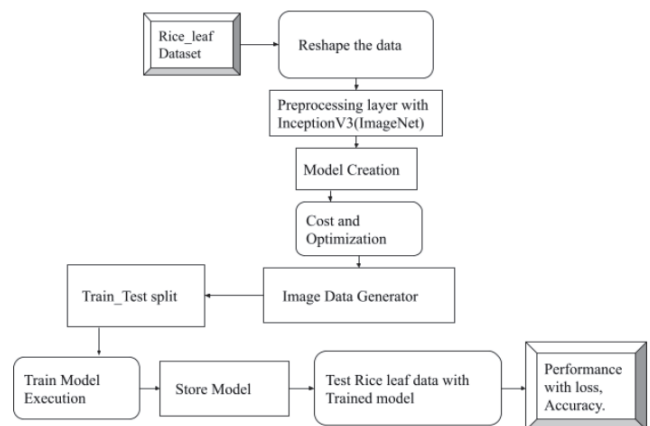 Rice_leaf
Dataset
Reshape the data
Preprocessing layer with
InceptionV3(ImageNet)
Model Creation
Cost and
Optimization
Image Data Generator
Train_Test split
Train Model
Execution
Store Model
Test Rice leaf data with
Trained model
Performance
with loss,
Accuracy.